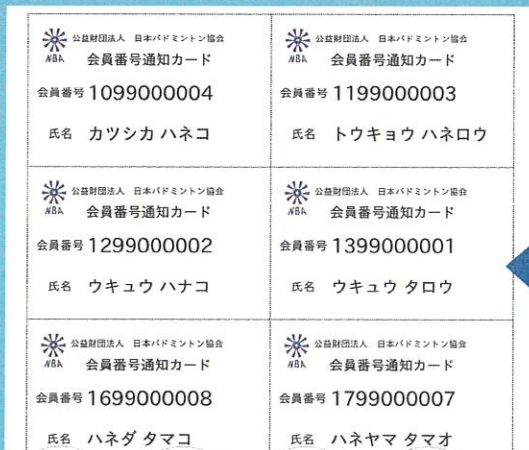 公益財団法人 日本バドミントン協会
NBA 会員番号通知カード
会員番号 1099000004
氏名 カツシカ ハネコ
公益財団法人 日本バドミントン協会
NBA 会員番号通知カード
会員番号 1199000003
氏名 トウキョウ ハネロウ
公益財団法人 日本バドミントン協会
NBA 会員番号通知カード
会員番号 1299000002
氏名 ウキュウ ハナコ
公益財団法人 日本バドミントン協会
NBA 会員番号通知カード
会員番号 1399000001
氏名 ウキュウ タロウ
公益財団法人 日本バドミントン協会
NBA 会員番号通知カード
会員番号 1699000008
氏名 ハネダ タマコ
公益財団法人 日本バドミントン協会
NBA 会員番号通知カード
会員番号 1799000007
氏名 ハネヤマ タマオ